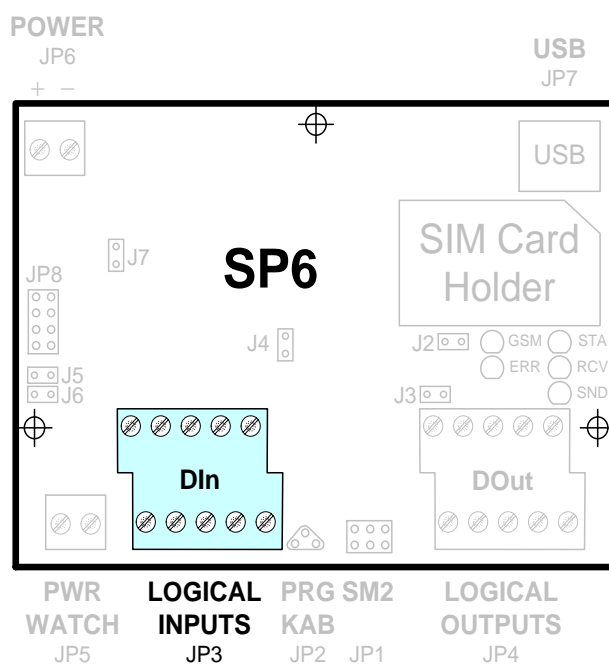 POWER
JP6
+ −
USB
JP7
USB
SIM Card
Holder
SP6
J7
JP8
J4
J2
GSM
STA
ERR
RCV
J5
J6
J3
SND
DIn
DOut
PWR
WATCH
JP5
LOGICAL
INPUTS
JP3
PRG
KAB
JP2
SM2
JP1
LOGICAL
OUTPUTS
JP4